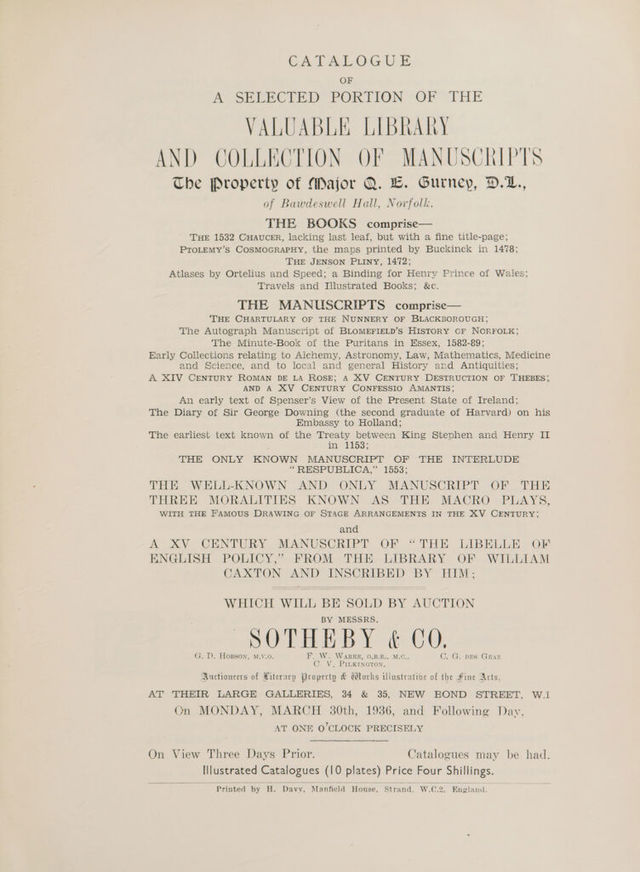 CATALOGUE
OF
A SELECTED PORTION OF THE
VALUABLE LIBRARY
AND COLLECTION OF MANUSCRIPTS
The Property of Major Q. E. Gurney, D.L.,
of Bawdeswell Hall, Norfolk.
THE BOOKS comprise—
THE 1532 CHAUCER, lacking last leaf, but with a fine title-page;
PTOLEMY'S COSMOGRAPHY, the maps printed by Buckinck in 1478;
THE JENSON PLINY, 1472;
Atlases by Ortelius and Speed; a Binding for Henry Prince of Wales;
Travels and Illustrated Books; &c.
THE MANUSCRIPTS comprise—
THE CHARTULARY OF THE NUNNERY OF BLACKBOROUGH;
The Autograph Manuscript of BLOMEFIELD'S HISTORY OF NORFOLK;
The Minute-Book of the Puritans in Essex, 1582-89;
Early Collections relating to Alchemy, Astronomy, Law, Mathematics, Medicine
and Science, and to local and general History and Antiquities;
A XIV CENTURY ROMAN DE LA ROSE; A XV CENTURY DESTRUCTION OF THEBES;
AND A XV CENTURY CONFESSIO AMANTIS;
An early text of Spenser's View of the Present State of Ireland;
The Diary of Sir George Downing (the second graduate of Harvard) on his
Embassy to Holland;
The earliest text known of the Treaty between King Stephen and Henry II
in 1153;
THE ONLY KNOWN MANUSCRIPT OF THE INTERLUDE
"RESPUBLICA," 1553;
THE WELL-KNOWN AND ONLY MANUSCRIPT OF THE
THREE MORALITIES KNOWN AS THE MACRO PLAYS,
WITH THE FAMOUS DRAWING OF STAGE ARRANGEMENTS IN THE XV CENTURY;
and
A XV CENTURY MANUSCRIPT OF "THE LIBELLE OF
ENGLISH POLICY," FROM THE LIBRARY OF WILLIAM
CAXTON AND INSCRIBED BY HIM;
WHICH WILL BE SOLD BY AUCTION
BY MESSRS.
SOTHEBY & CO.
G. D. HOBSON, M.V.O. F. W. WARRE, O.B.E., M.C., C. G. DES GRAZ
C. V. PILKINGTON,
Auctioneers of Literary Property & Works illustrative of the Fine Arts,
AT THEIR LARGE GALLERIES, 34 & 35, NEW BOND STREET, W.1
On MONDAY, MARCH 30th, 1936, and Following Day,
AT ONE O'CLOCK PRECISELY
On View Three Days Prior. Catalogues may be had.
Illustrated Catalogues (10 plates) Price Four Shillings.
Printed by H. Davy, Manfield House, Strand, W.C.2, England.